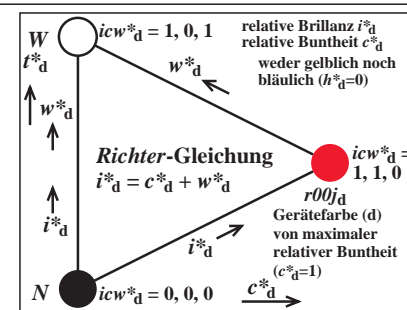 W
icw*d = 1, 0, 1
t*d
relative Brillanz i*d
relative Buntheit c*d
weder gelblich noch
bläulich (h*d=0)
w*d
w*d
Richter-Gleichung
i*d = c*d + w*d
icw*d =
1, 1, 0
r00jd
i*d
i*d
Gerätefarbe (d)
von maximaler
relativer Buntheit
(c*d=1)
N
icw*d = 0, 0, 0
c*d